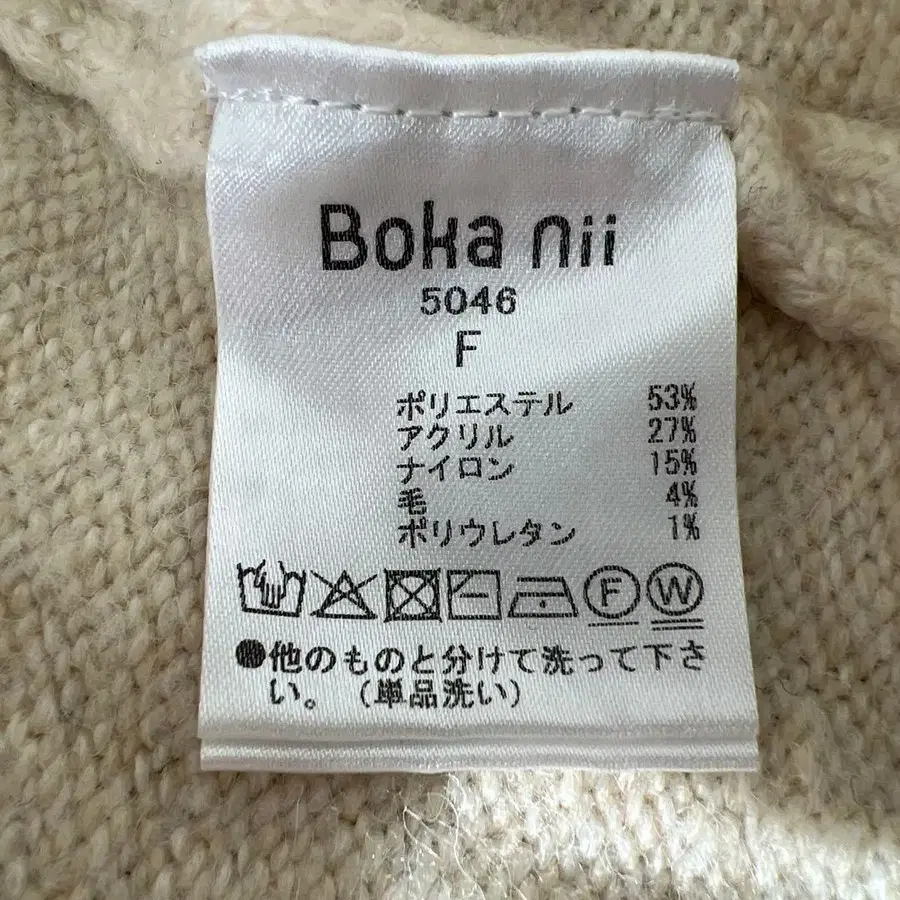 Boka nii
5046
F
ポリエステル 53%
アクリル 27%
ナイロン 15%
毛 4%
ポリウレタン 1%
F W
●他のものと分けて洗って下さ
い。（単品洗い）